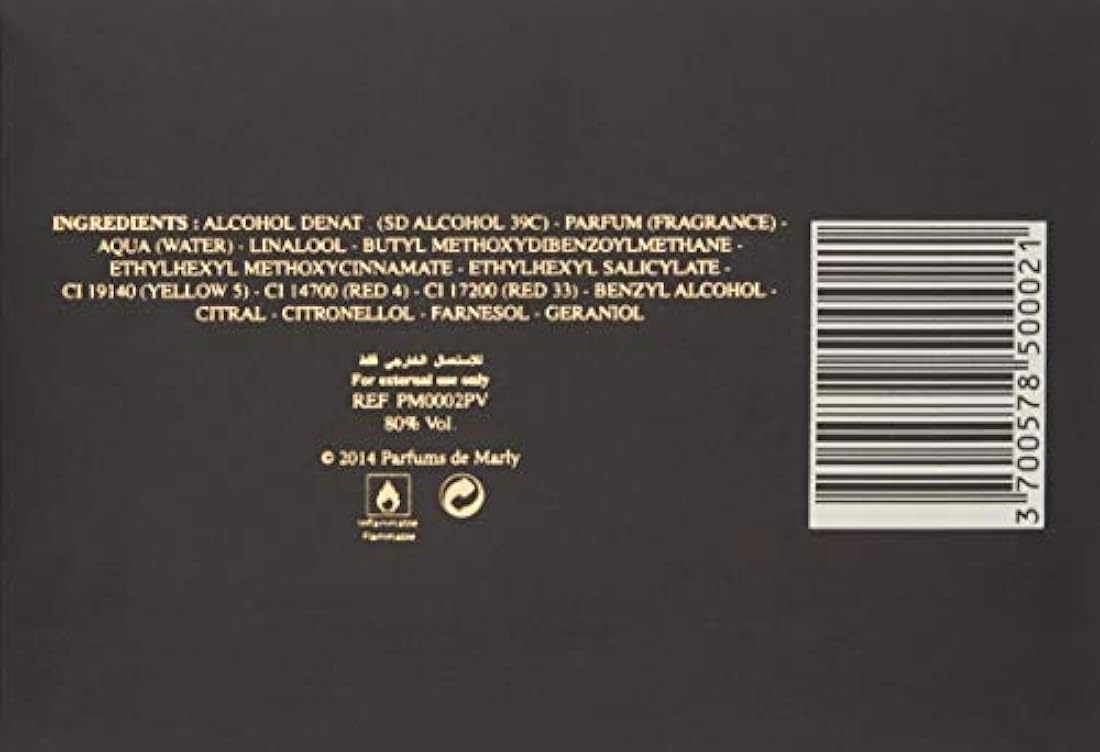 INGREDIENTS : ALCOHOL DENAT. (SD ALCOHOL 39C) - PARFUM (FRAGRANCE) -
AQUA (WATER) - LINALOOL - BUTYL METHOXYDIBENZOYLMETHANE -
ETHYLHEXYL METHOXYCINNAMATE - ETHYLHEXYL SALICYLATE -
CI 19140 (YELLOW 5) - CI 14700 (RED 4) - CI 17200 (RED 33) - BENZYL ALCOHOL -
CITRAL - CITRONELLOL - FARNESOL - GERANIOL
للاستعمال الخارجي فقط
For external use only
REF. PM0002PV
80% Vol.
© 2014 Parfums de Marly
Inflammable
Flammable
3 700578 500021